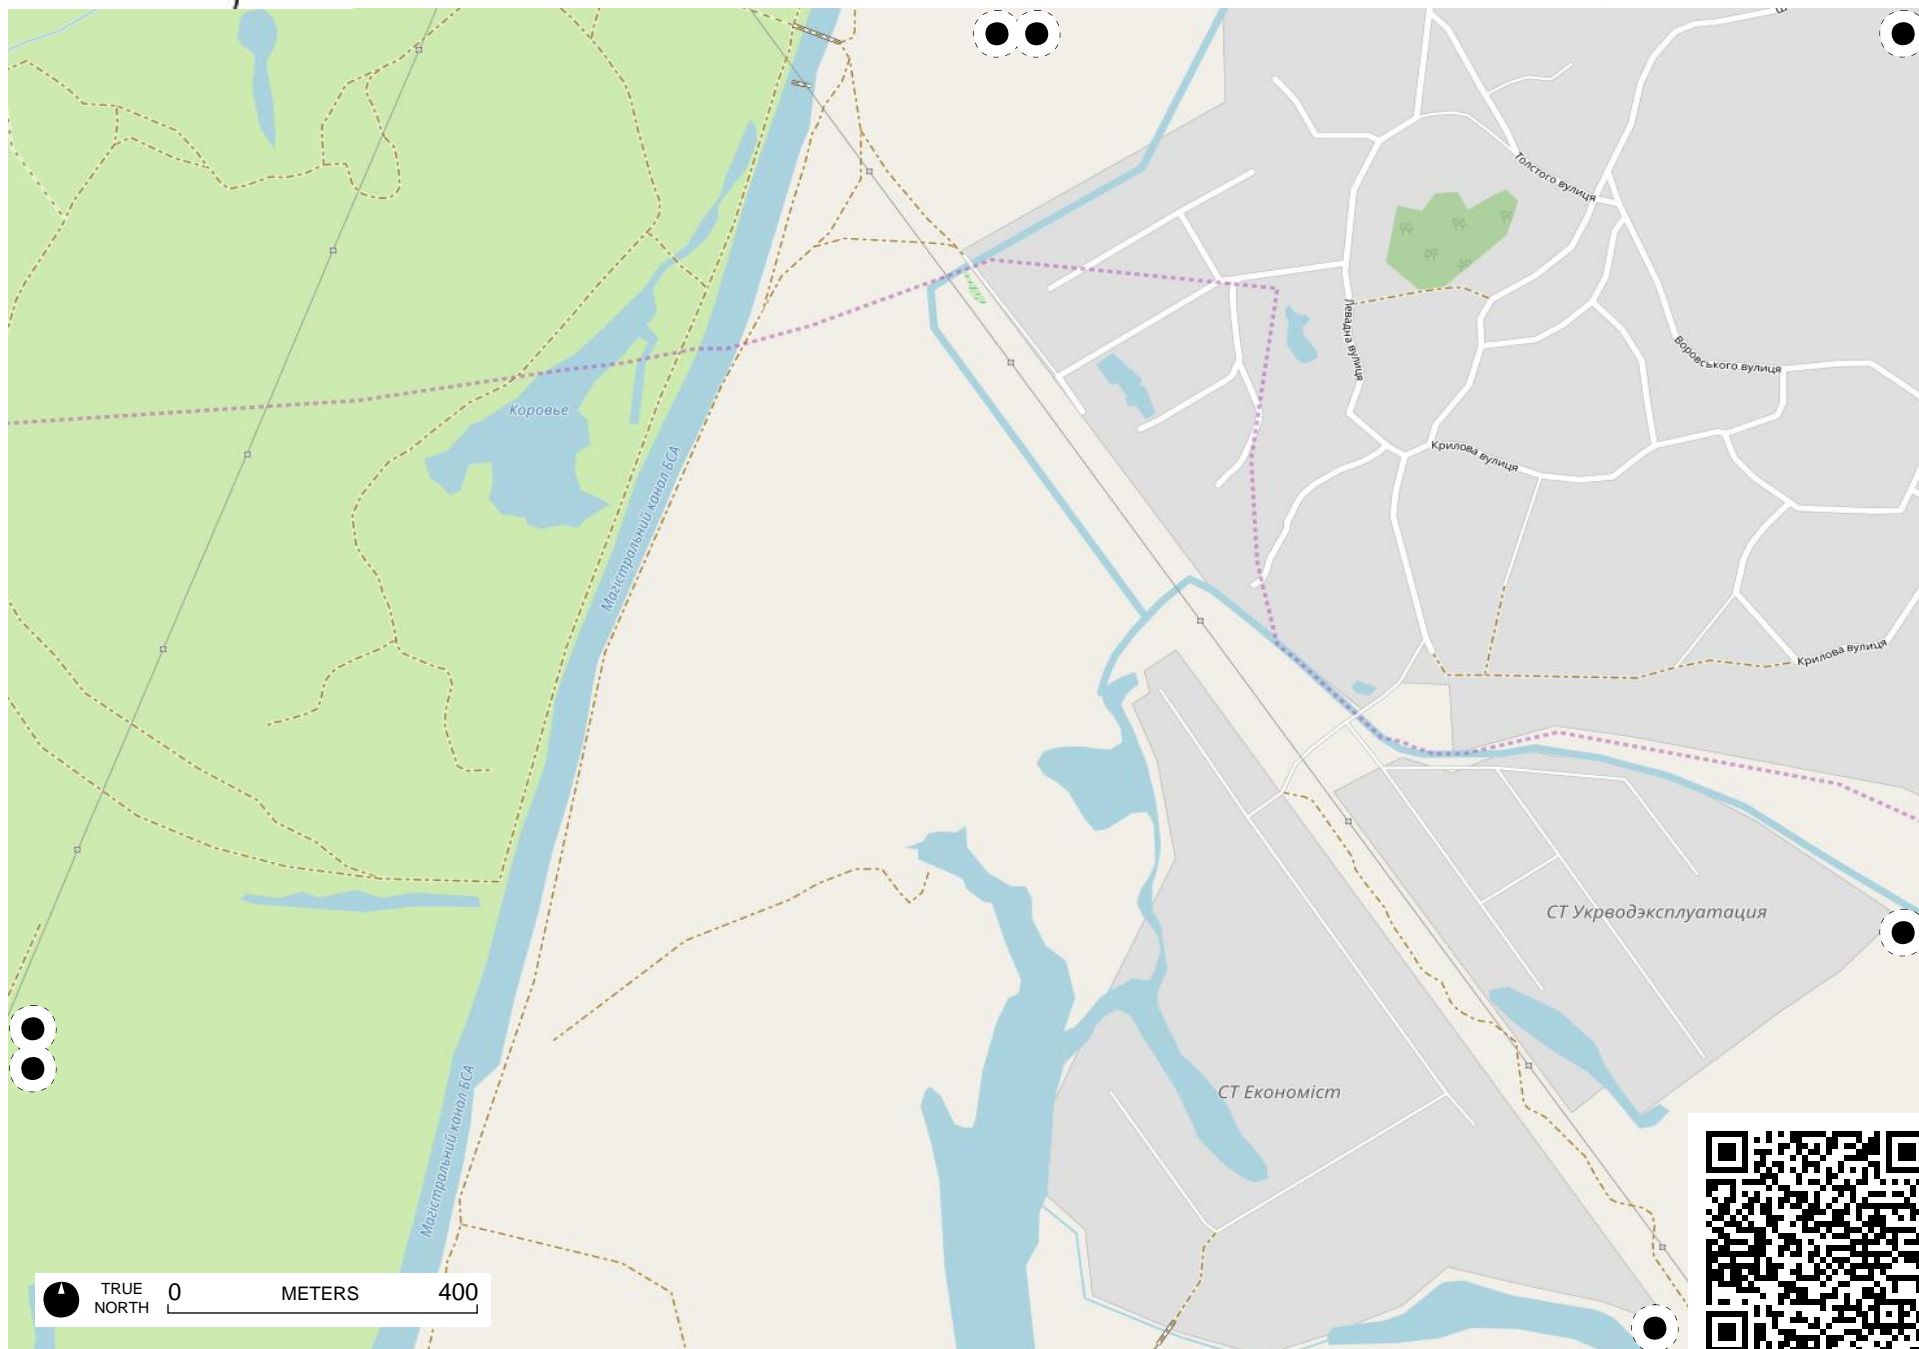 Толстого вулиця
Левадна вулиця
Воровського вулиця
Коровье
Крилова вулиця
Магістральний канал БСА
Крилова вулиця
СТ Укрводэксплуатация
СТ Економіст
Магістральний канал БСА
TRUE NORTH
0 METERS 400